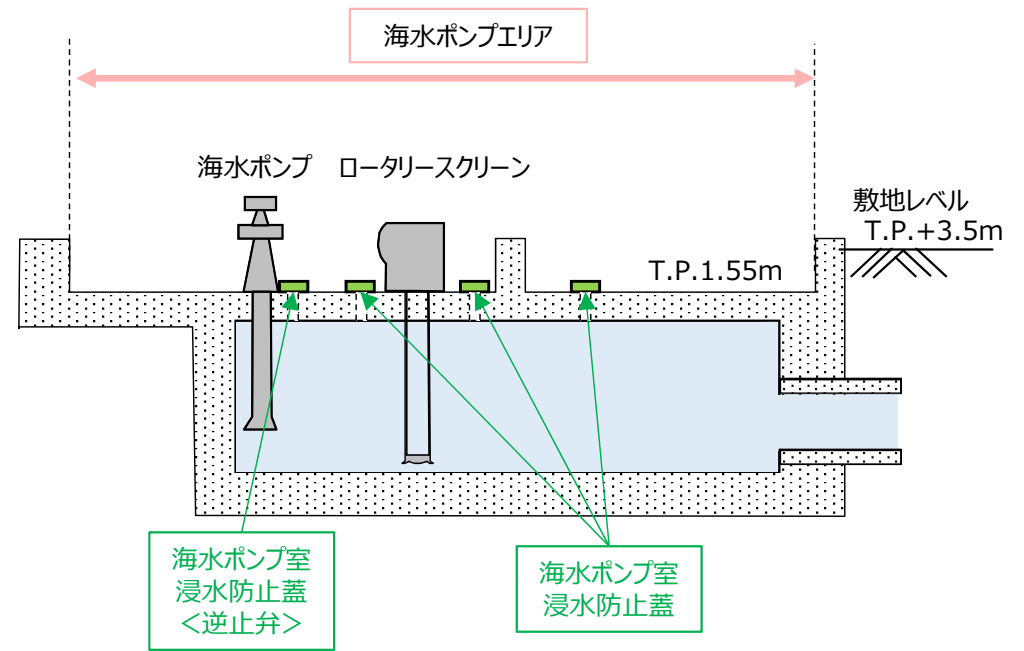 海水ポンプエリア
海水ポンプ
ロータリースクリーン
敷地レベル
T.P.+3.5m
T.P.1.55m
海水ポンプ室
浸水防止蓋
<逆止弁>
海水ポンプ室
浸水防止蓋